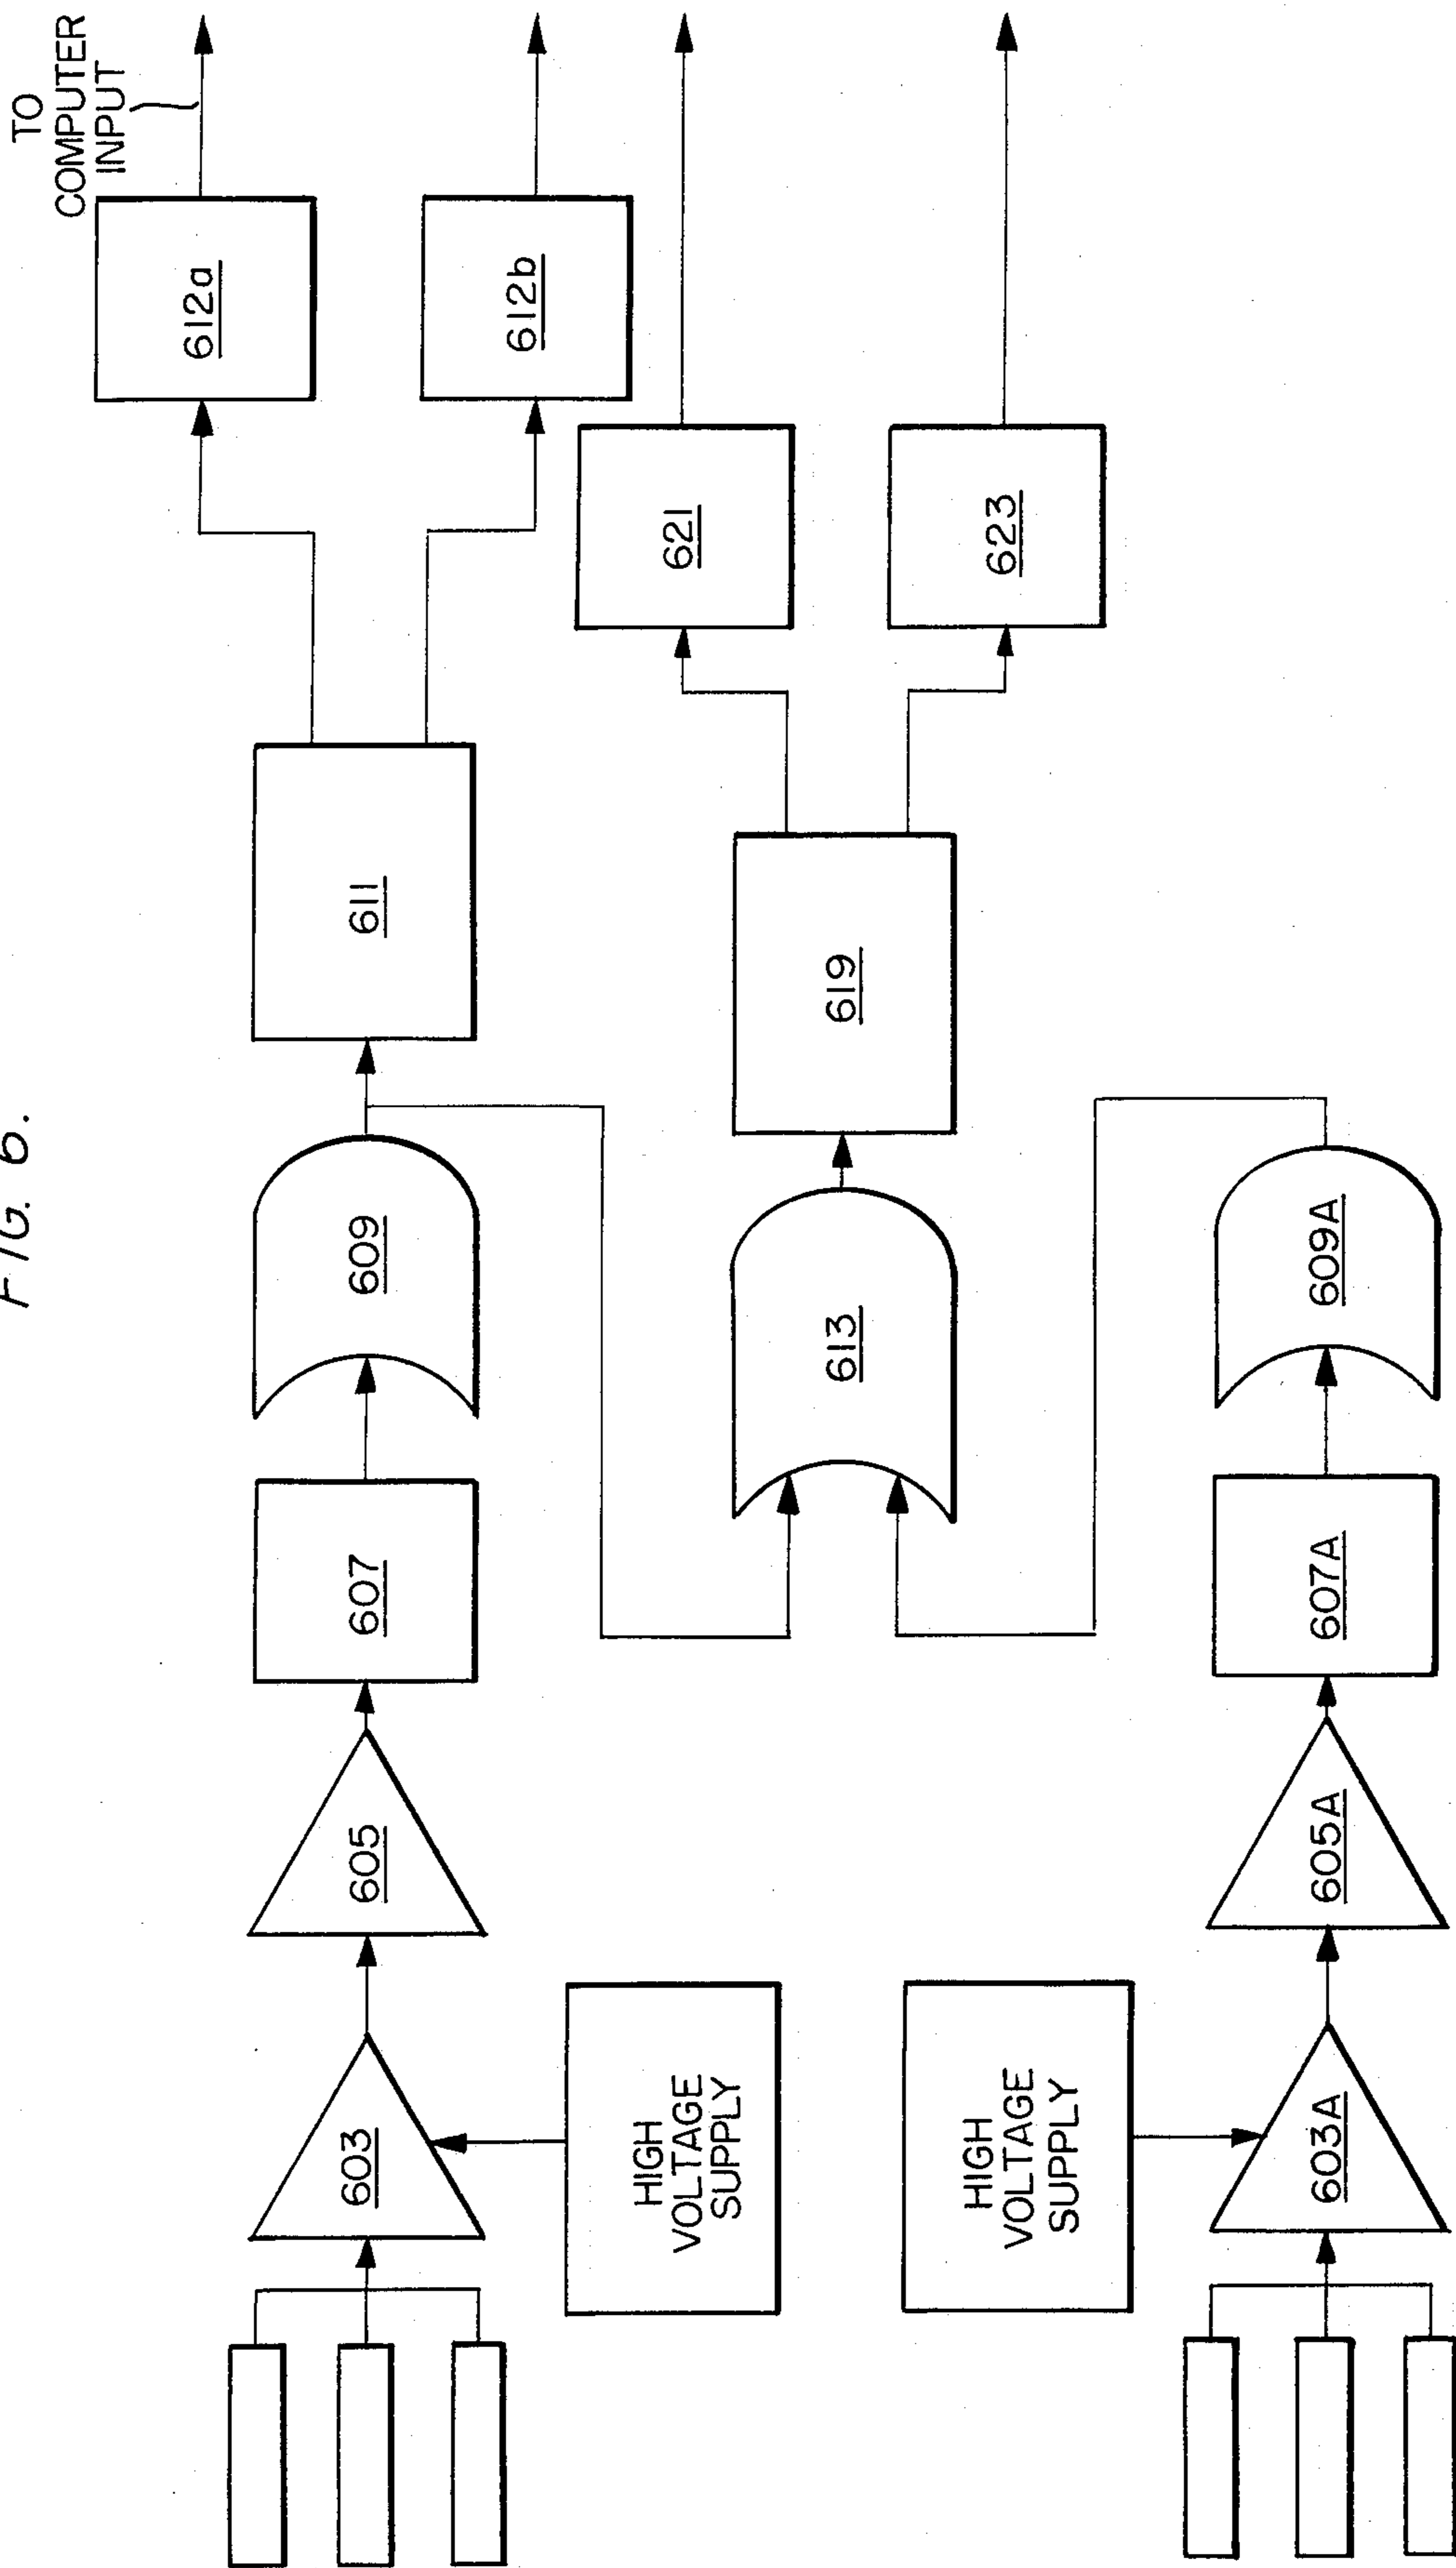 FIG. 6.
TO
COMPUTER
INPUT
612a
612b
621
623
611
619
609
613
609A
607
607A
605
605A
603
HIGH
VOLTAGE
SUPPLY
HIGH
VOLTAGE
SUPPLY
603A